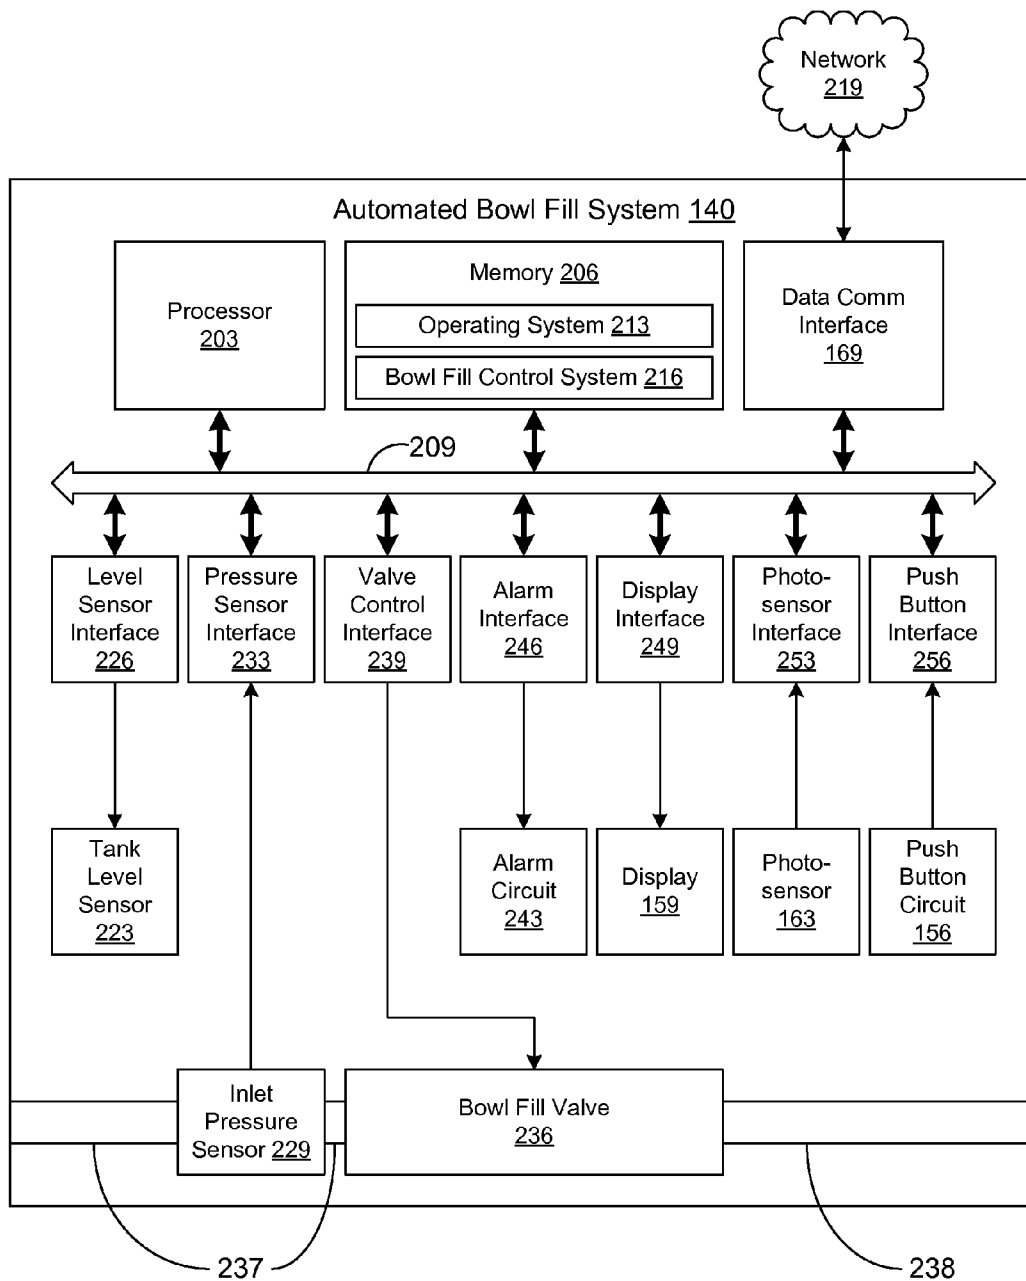 Network
219
Automated Bowl Fill System 140
Processor
203
Memory 206
Operating System 213
Bowl Fill Control System 216
Data Comm
Interface
169
209
Level
Sensor
Interface
226
Pressure
Sensor
Interface
233
Valve
Control
Interface
239
Alarm
Interface
246
Display
Interface
249
Photo-
sensor
Interface
253
Push
Button
Interface
256
Tank
Level
Sensor
223
Alarm
Circuit
243
Display
159
Photo-
sensor
163
Push
Button
Circuit
156
Inlet
Pressure
Sensor 229
Bowl Fill Valve
236
237
238